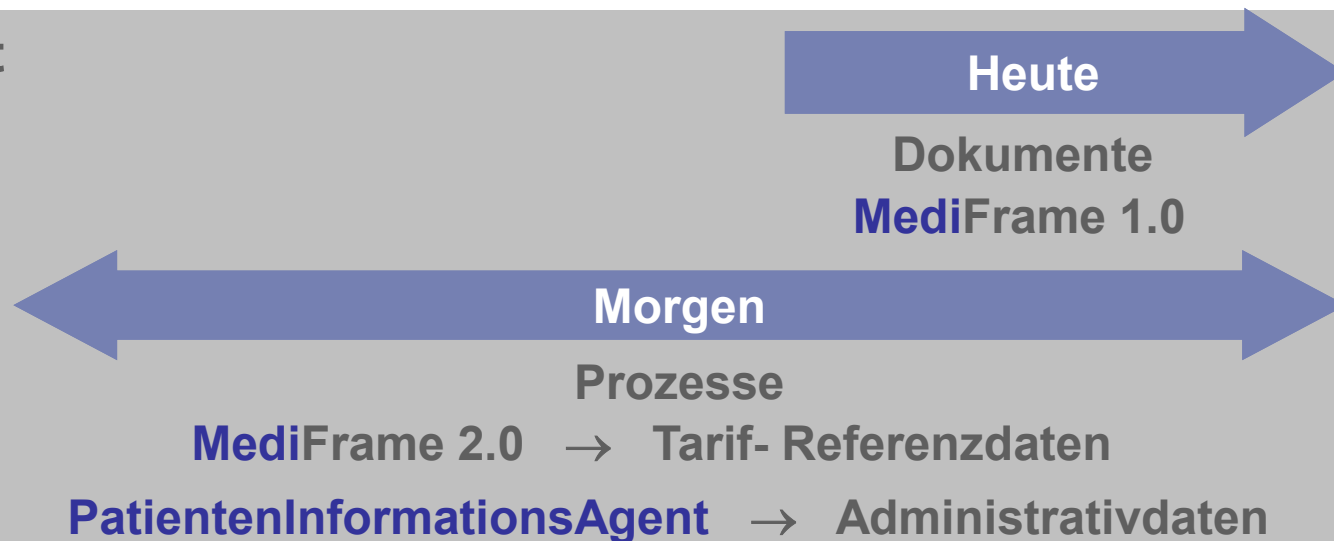 Heute
Dokumente
MediFrame 1.0
Morgen
Prozesse
MediFrame 2.0 → Tarif- Referenzdaten
PatientenInformationsAgent → Administrativdaten